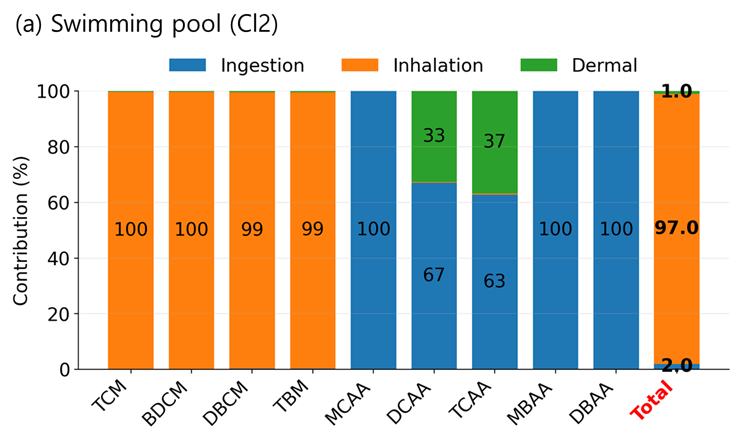 (a) Swimming pool (Cl2)
Ingestion Inhalation Dermal
Contribution (%)
100
80
60
40
20
0
100 100 99 99 100 67 33 63 37 100 100 1.0 97.0 2.0
TCM BDCM DBCM TBM MCAA DCAA TCAA MBAA DBAA Total